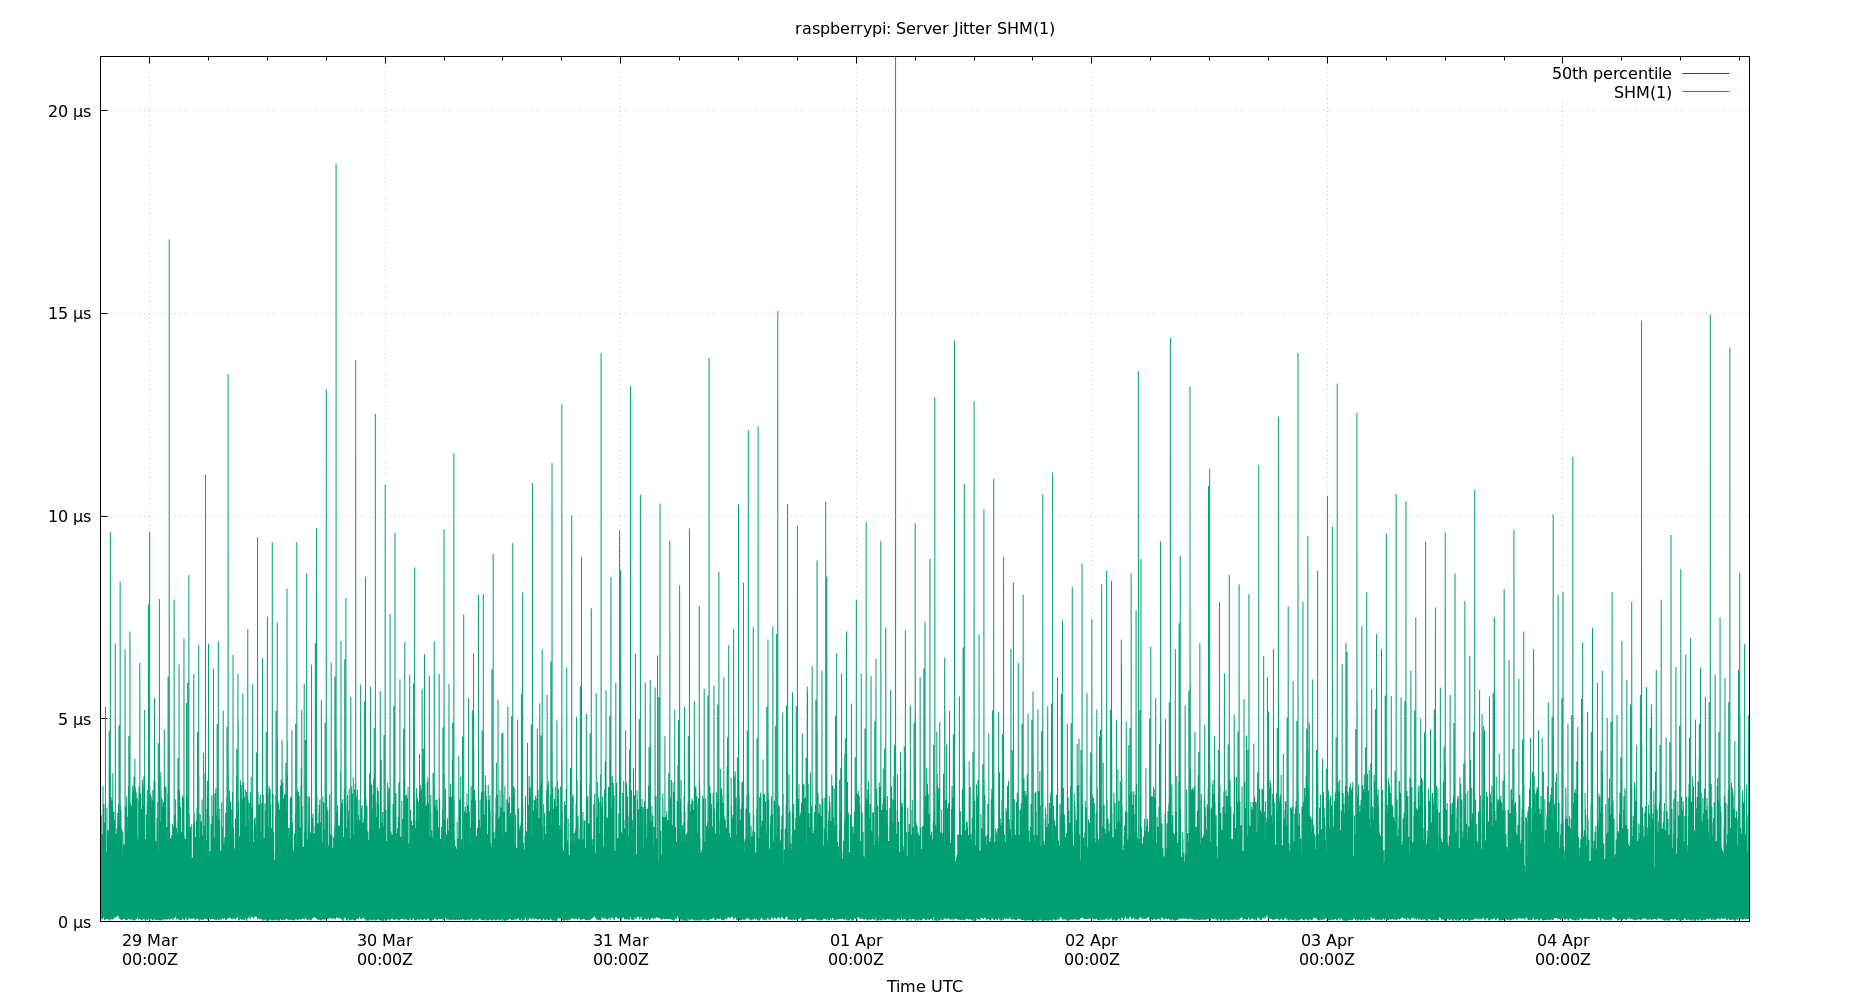 raspberrypi: Server Jitter SHM(1)
50th percentile
SHM(1)
20 µs
15 µs
10 µs
5 µs
0 µs
29 Mar 30 Mar 31 Mar 01 Apr 02 Apr 03 Apr 04 Apr
00:00Z 00:00Z 00:00Z 00:00Z 00:00Z 00:00Z 00:00Z
Time UTC